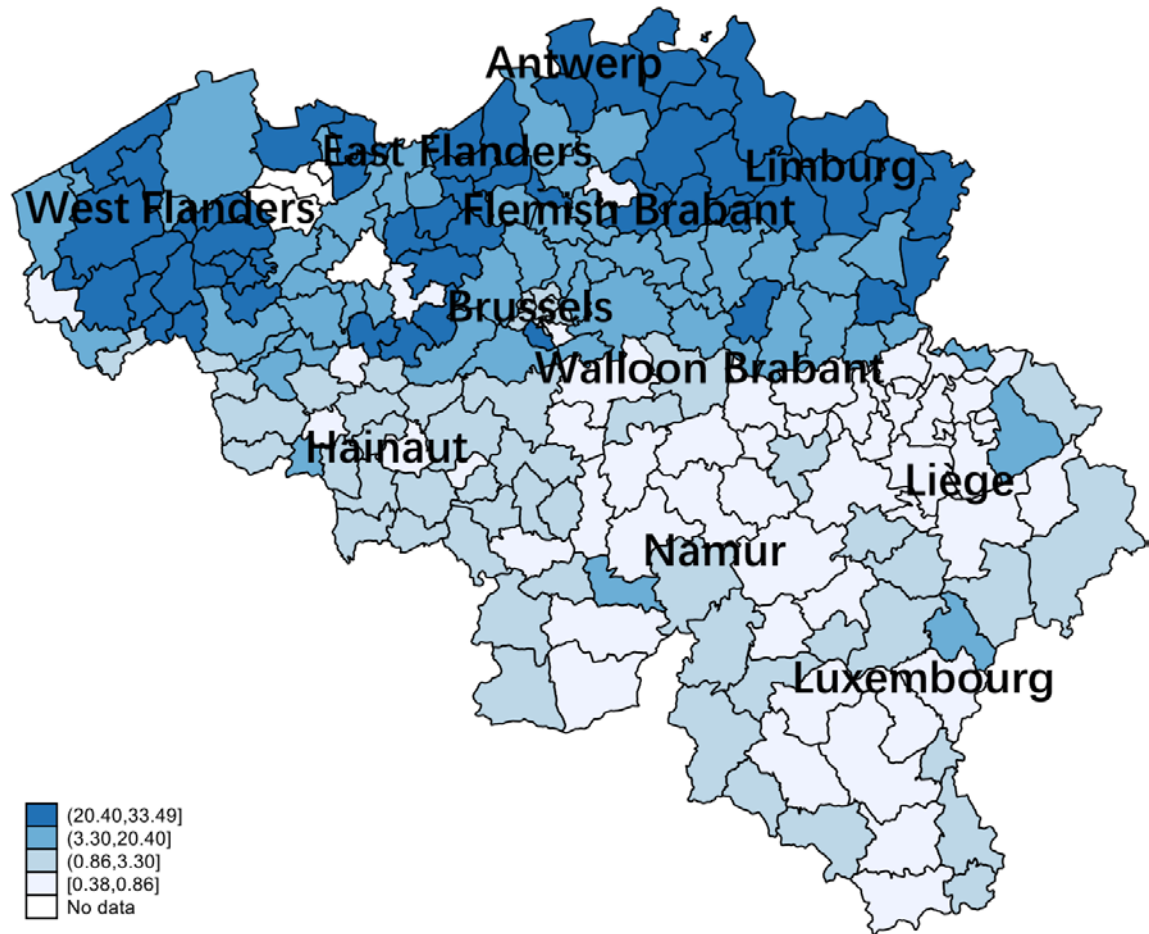 Antwerp
East Flanders
Limburg
West Flanders
Flemish Brabant
Brussels
Walloon Brabant
Hainaut
Liège
Namur
Luxembourg
(20.40,33.49]
(3.30,20.40]
(0.86,3.30]
[0.38,0.86]
No data